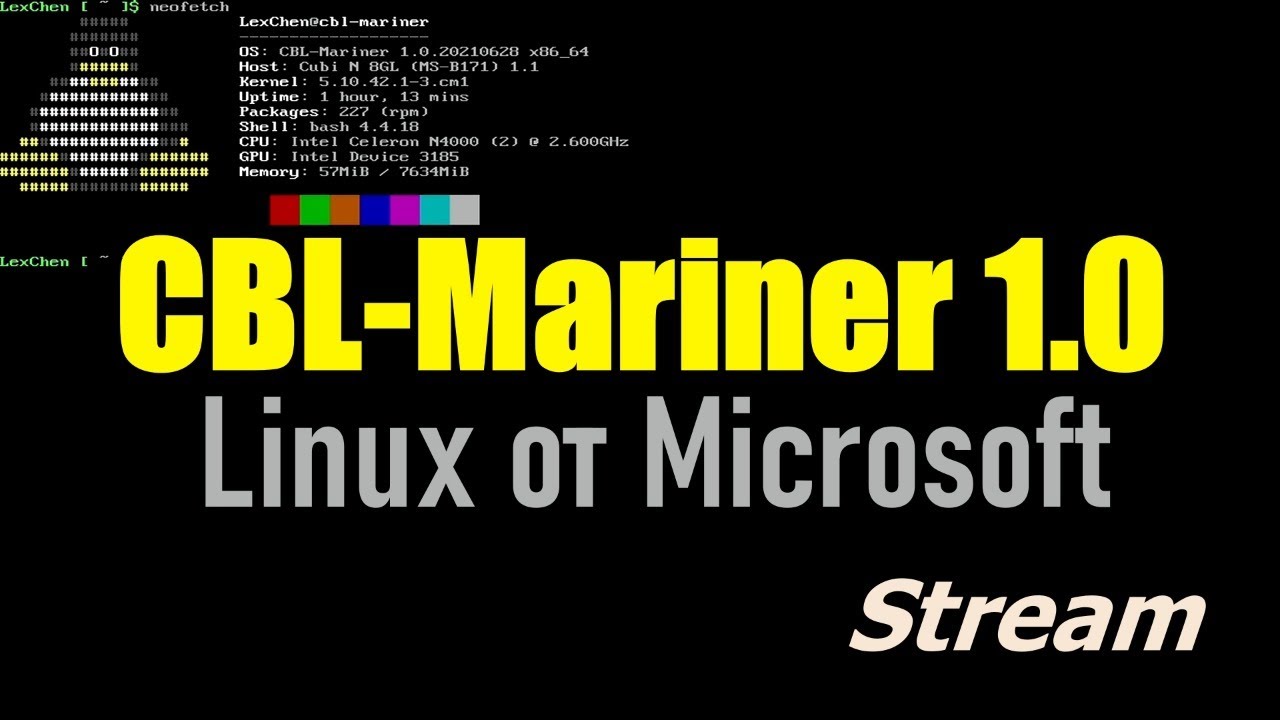 LexChen [ ~ ]$ neofetch
LexChen@cbl-mariner
-------------------
OS: CBL-Mariner 1.0.20210628 x86_64
Host: Cubi N 8GL (MS-B171) 1.1
Kernel: 5.10.42.1-3.cm1
Uptime: 1 hour, 13 mins
Packages: 227 (rpm)
Shell: bash 4.4.18
CPU: Intel Celeron N4000 (2) @ 2.600GHz
GPU: Intel Device 3185
Memory: 57MiB / 7634MiB
LexChen [ ~
CBL-Mariner 1.0
Linux от Microsoft
Stream